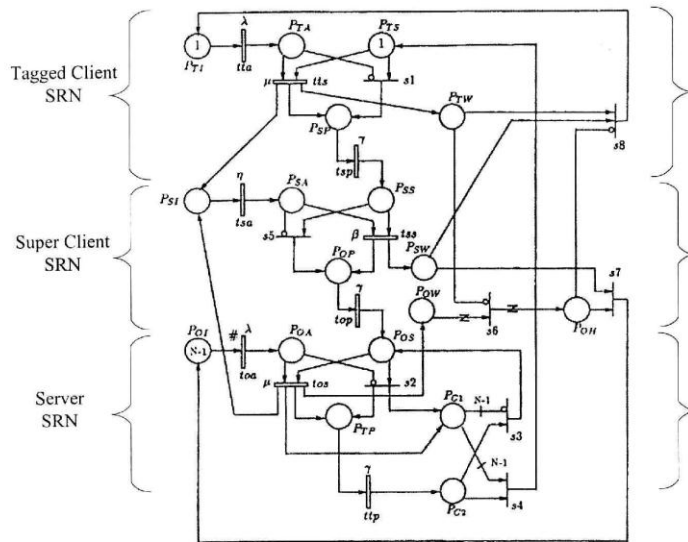 Tagged Client
SRN
Super Client
SRN
Server
SRN
1
P_TI
λ
tta
P_TA
P_TS
1
μ
tts
s1
P_TW
s8
P_SP
γ
tsp
P_SI
η
tsa
P_SA
P_SS
s5
β
tss
P_SW
s7
P_OP
P_OW
γ
top
Z
s6
Z
P_OH
P_OI
N-1
#
λ
toa
P_OA
P_OS
μ
tos
s2
P_TP
P_C1
N-1
s3
N-1
γ
ttp
P_C2
s4